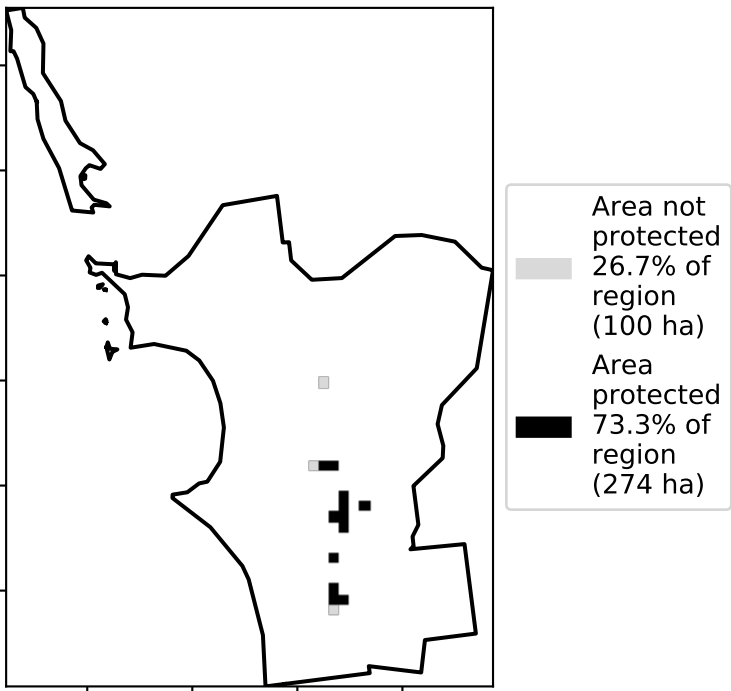 Area not
protected
26.7% of
region
(100 ha)
Area
protected
73.3% of
region
(274 ha)